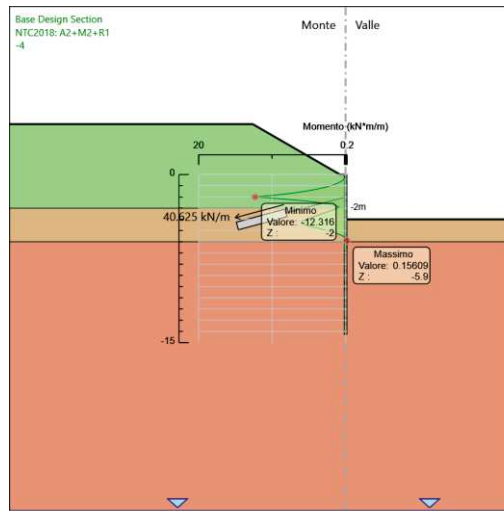 Base Design Section
NTC2018: A2+M2+R1
-4
Monte
Valle
Momento (kN*m/m)
20
0.2
0
-2m
40.625 kN/m
Minimo
Valore: -12.316
Z : -2
Massimo
Valore: 0.15609
Z : -5.9
-15